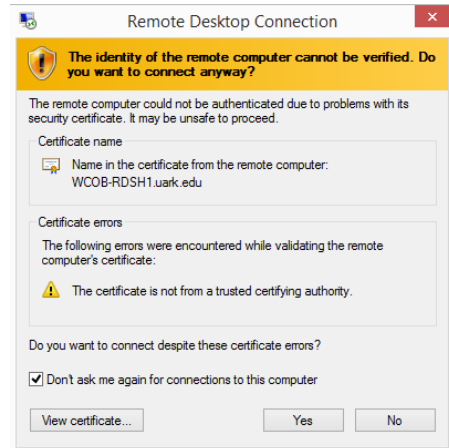 Remote Desktop Connection
The identity of the remote computer cannot be verified. Do
you want to connect anyway?
The remote computer could not be authenticated due to problems with its
security certificate. It may be unsafe to proceed.
Certificate name
Name in the certificate from the remote computer:
WCOB-RDSH1.uark.edu
Certificate errors
The following errors were encountered while validating the remote
computer's certificate:
The certificate is not from a trusted certifying authority.
Do you want to connect despite these certificate errors?
Don't ask me again for connections to this computer
View certificate... Yes No